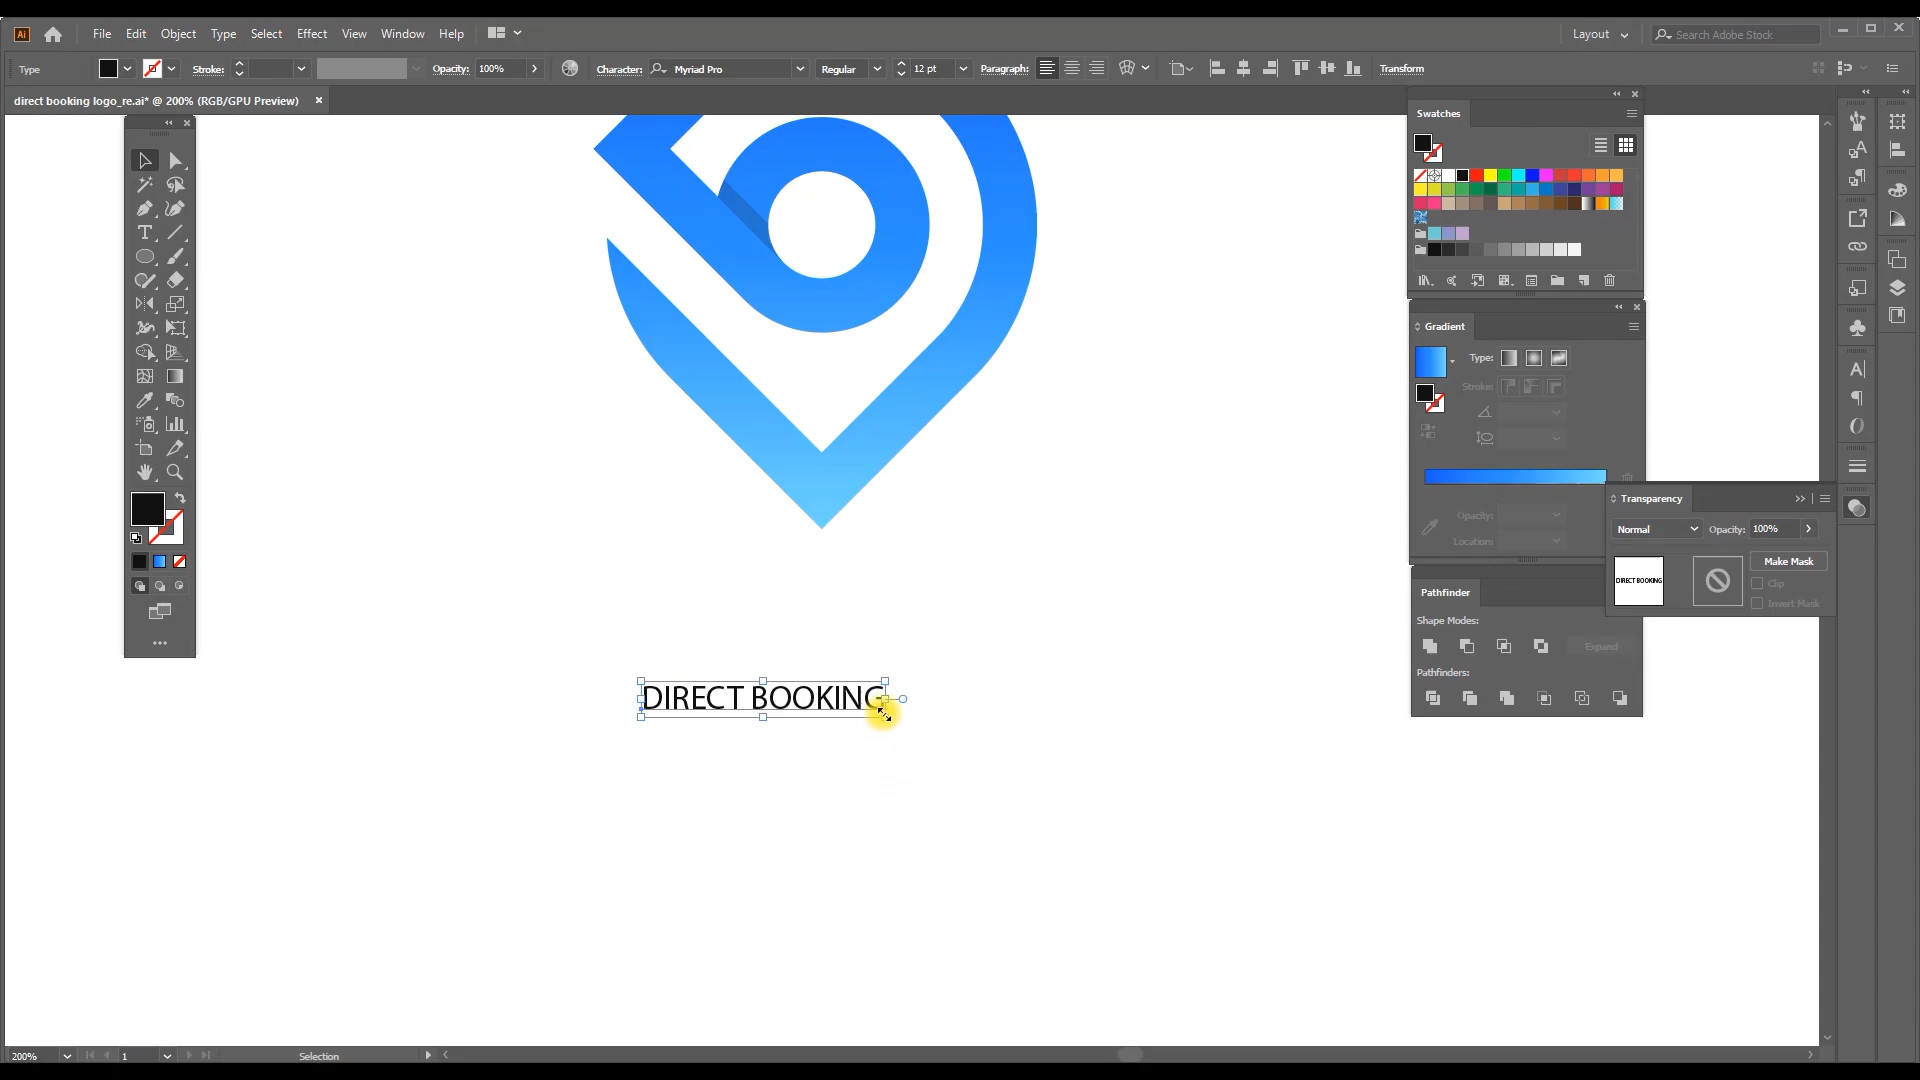 Ai File Edit Object Type Select Effect View Window Help Layout Search Adobe Stock
Type Stroke: Opacity: 100% Character: Myriad Pro Regular 12 pt Paragraph: Transform
direct booking logo_re.ai* @ 200% (RGB/GPU Preview)
Swatches
Gradient
Type:
Stroke:
Transparency
Normal Opacity: 100%
Opacity:
Location:
Make Mask
DIRECT BOOKING
Clip
Invert Mask
Pathfinder
Shape Modes:
Expand
Pathfinders:
DIRECT BOOKING
200% 1 Selection